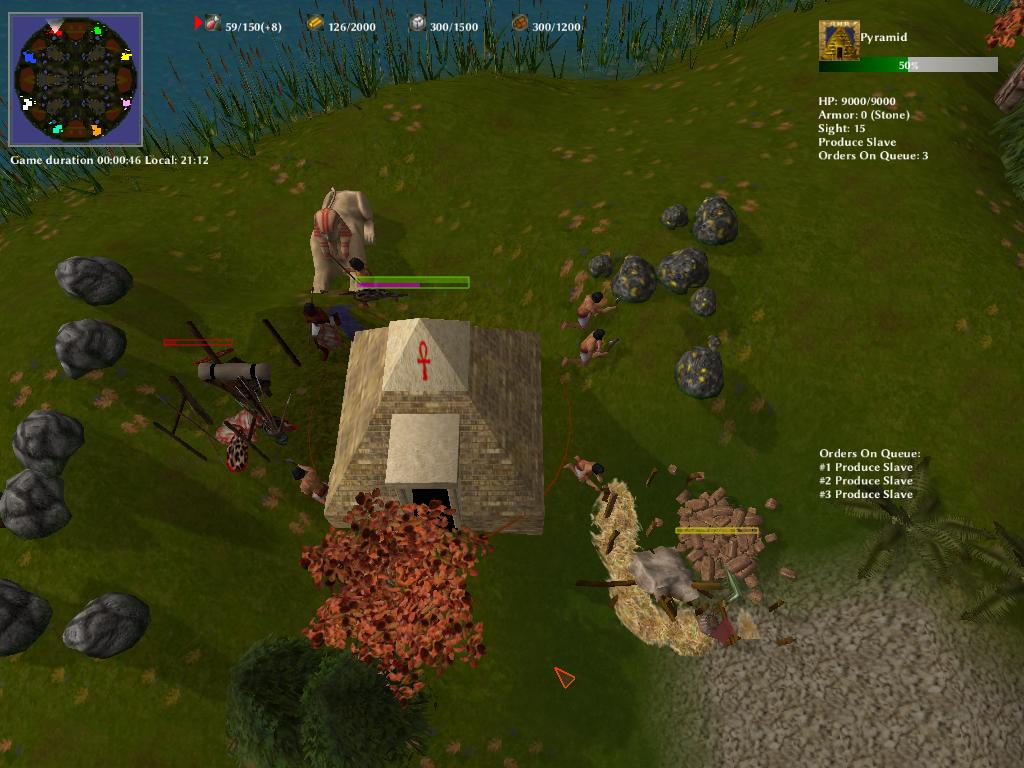 59/150(+8) 126/2000 300/1500 300/1200
Pyramid
50%
HP: 9000/9000
Armor: 0 (Stone)
Sight: 15
Produce Slave
Orders On Queue: 3
Game duration 00:00:46 Local: 21:12
Orders On Queue:
#1 Produce Slave
#2 Produce Slave
#3 Produce Slave